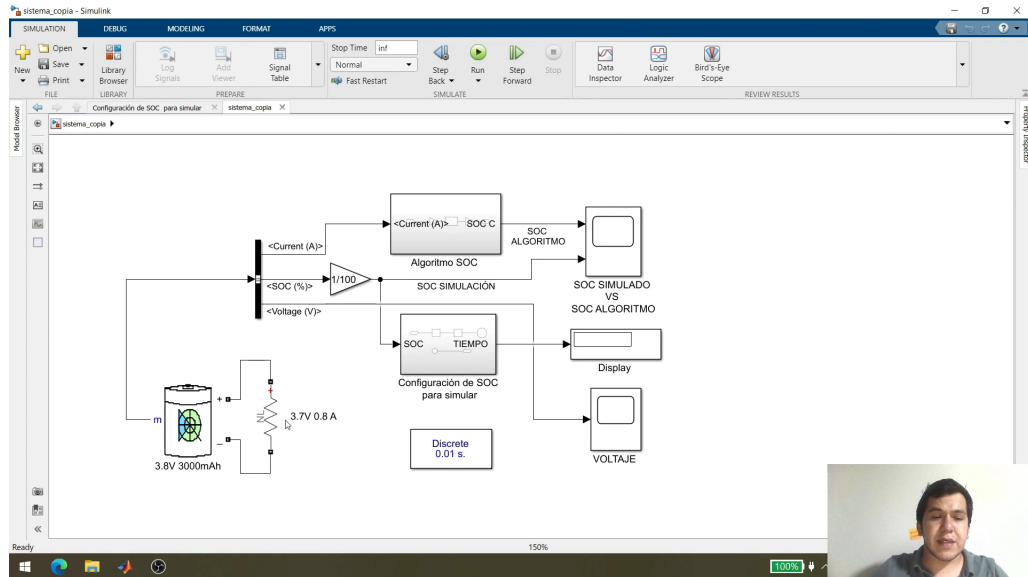 sistema_copia - Simulink
SIMULATION DEBUG MODELING FORMAT APPS
New
Open
Save
Print
FILE
Library Browser
LIBRARY
Log Signals
Add Viewer
Signal Table
PREPARE
Stop Time inf
Normal
Fast Restart
Step Back
Run
Step Forward
Stop
SIMULATE
Data Inspector
Logic Analyzer
Bird's-Eye Scope
REVIEW RESULTS
Model Browser
Configuración de SOC para simular
sistema_copia
Property Inspector
sistema_copia
<Current (A)>
SOC C
SOC
ALGORITMO
<Current (A)>
Algoritmo SOC
1/100
<SOC (%)>
SOC SIMULACIÓN
SOC SIMULADO
VS
SOC ALGORITMO
<Voltage (V)>
SOC
TIEMPO
Display
Configuración de SOC
para simular
m
+
+
NL
3.7V 0.8 A
_
3.8V 3000mAh
Discrete
0.01 s.
VOLTAJE
Ready
150%
100%